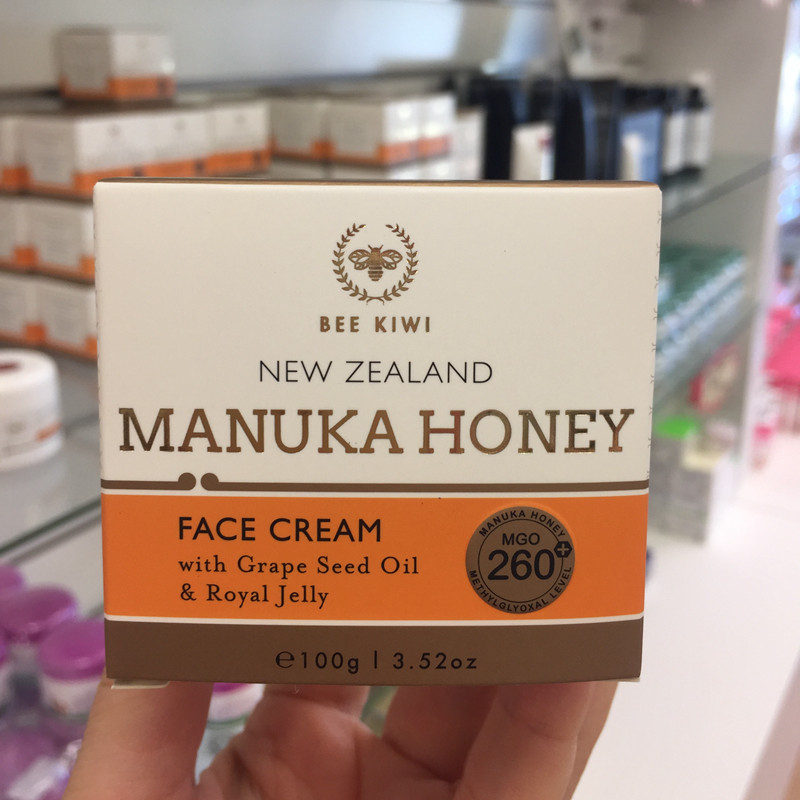 BEE KIWI
NEW ZEALAND
MANUKA HONEY
FACE CREAM
with Grape Seed Oil
& Royal Jelly
MANUKA HONEY
MGO
260+
METHYLGLYOXAL LEVEL
℮100g | 3.52oz